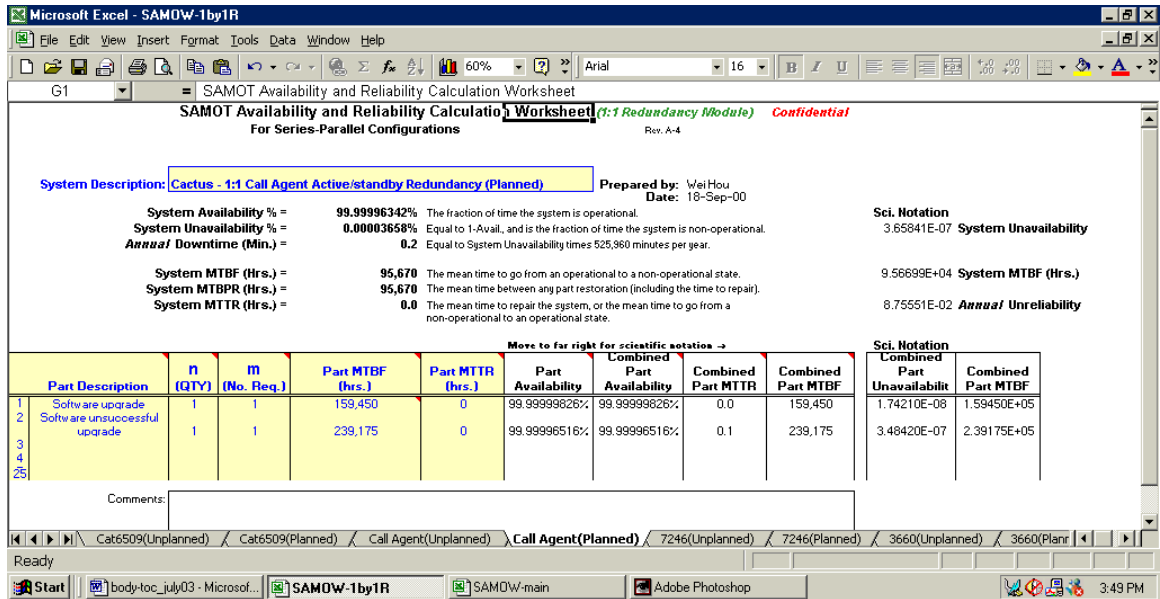 Microsoft Excel - SAMOW-1by1R
File Edit View Insert Format Tools Data Window Help
60% Arial 16 B I U
G1 = SAMOT Availability and Reliability Calculation Worksheet
SAMOT Availability and Reliability Calculation Worksheet (1:1 Redundancy Module) Confidential
For Series-Parallel Configurations Rev. A-4
System Description: Cactus - 1:1 Call Agent Active/standby Redundancy (Planned) Prepared by: Wei Hou
Date: 18-Sep-00
System Availability % = 99.99996342% The fraction of time the system is operational. Sci. Notation
System Unavailability % = 0.00003658% Equal to 1-Avail., and is the fraction of time the system is non-operational. 3.65841E-07 System Unavailability
Annual Downtime (Min.) = 0.2 Equal to System Unavailability times 525,960 minutes per year.
System MTBF (Hrs.) = 95,670 The mean time to go from an operational to a non-operational state. 9.56699E+04 System MTBF (Hrs.)
System MTBPR (Hrs.) = 95,670 The mean time between any part restoration (including the time to repair).
System MTTR (Hrs.) = 0.0 The mean time to repair the system, or the mean time to go from a 8.75551E-02 Annual Unreliability
non-operational to an operational state.
Move to far right for scientific notation → Sci. Notation
Part Description n (QTY) m (No. Req.) Part MTBF (hrs.) Part MTTR (hrs.) Part Availability Combined Part Availability Combined Part MTTR Combined Part MTBF Combined Part Unavailabilit Combined Part MTBF
1 Software upgrade 1 1 159,450 0 99.99999826% 99.99999826% 0.0 159,450 1.74210E-08 1.59450E+05
2 Software unsuccessful
upgrade 1 1 239,175 0 99.99996516% 99.99996516% 0.1 239,175 3.48420E-07 2.39175E+05
3
4
25
Comments:
Cat6509(Unplanned) Cat6509(Planned) Call Agent(Unplanned) Call Agent(Planned) 7246(Unplanned) 7246(Planned) 3660(Unplanned) 3660(Planr
Ready
Start body-toc_july03 - Microsof... SAMOW-1by1R SAMOW-main Adobe Photoshop 3:49 PM